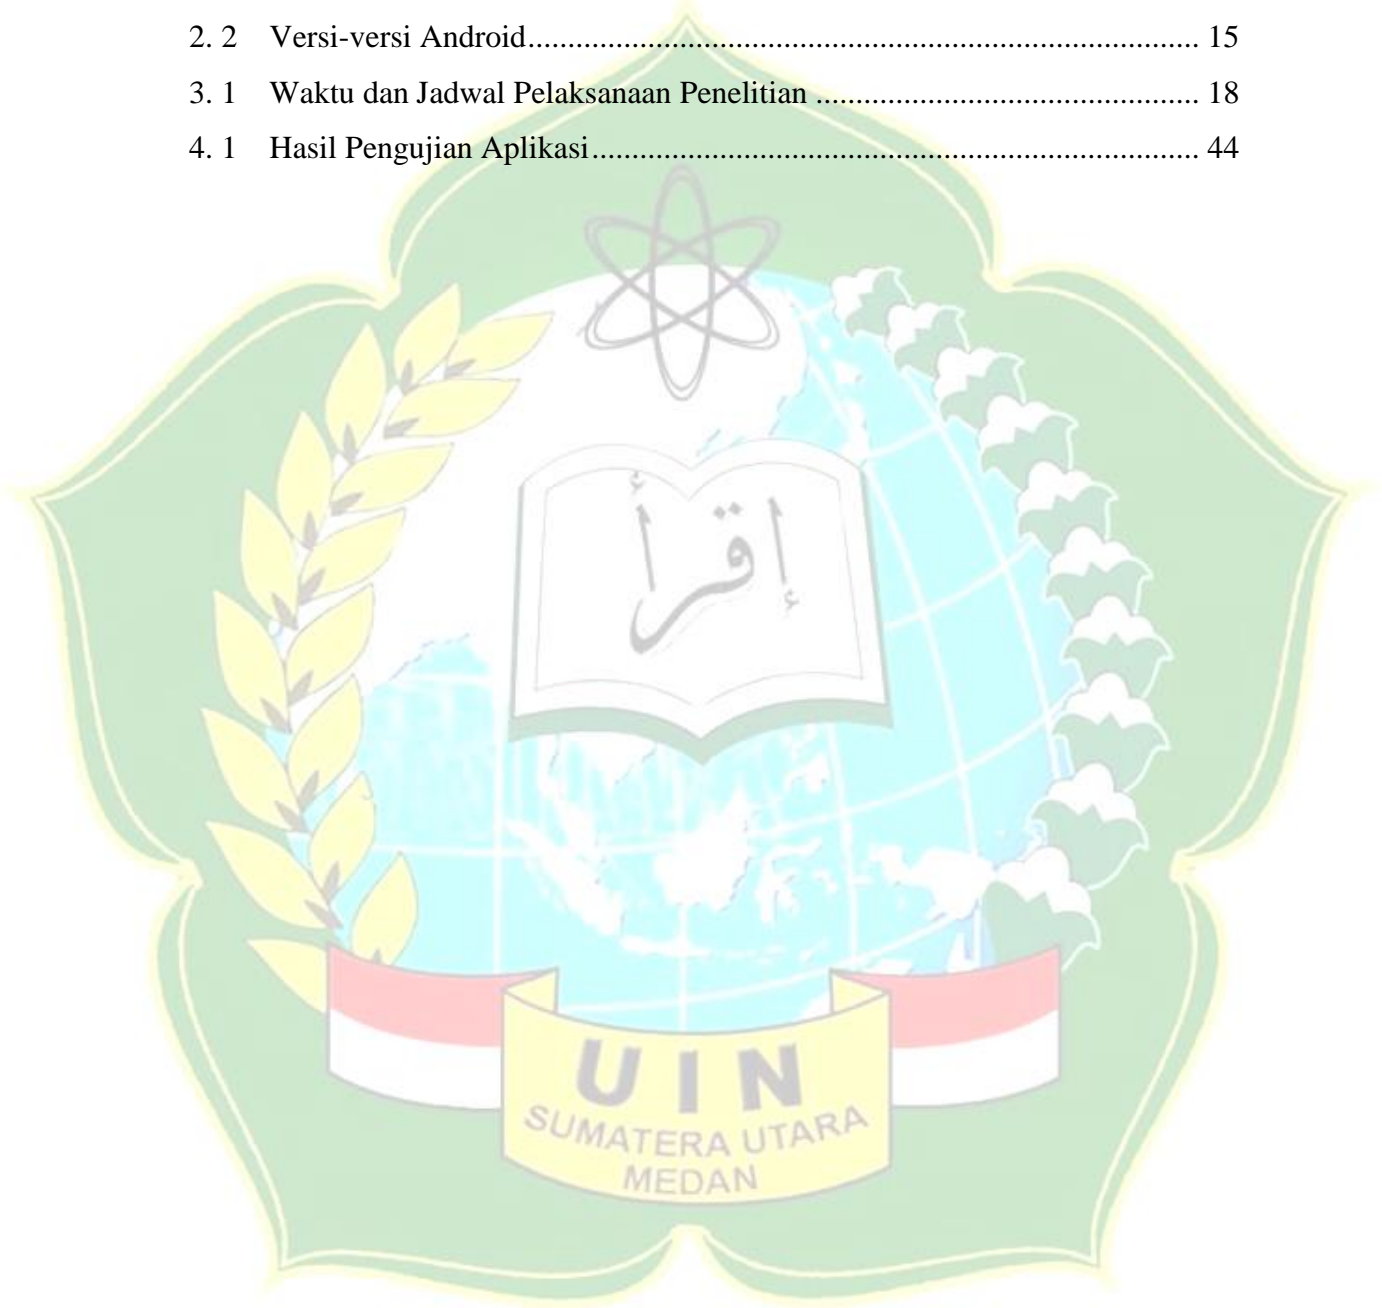 2. 2 Versi-versi Android.................................................................................... 15
3. 1 Waktu dan Jadwal Pelaksanaan Penelitian ................................................ 18
4. 1 Hasil Pengujian Aplikasi............................................................................ 44
إقرأ
UIN
SUMATERA UTARA
MEDAN